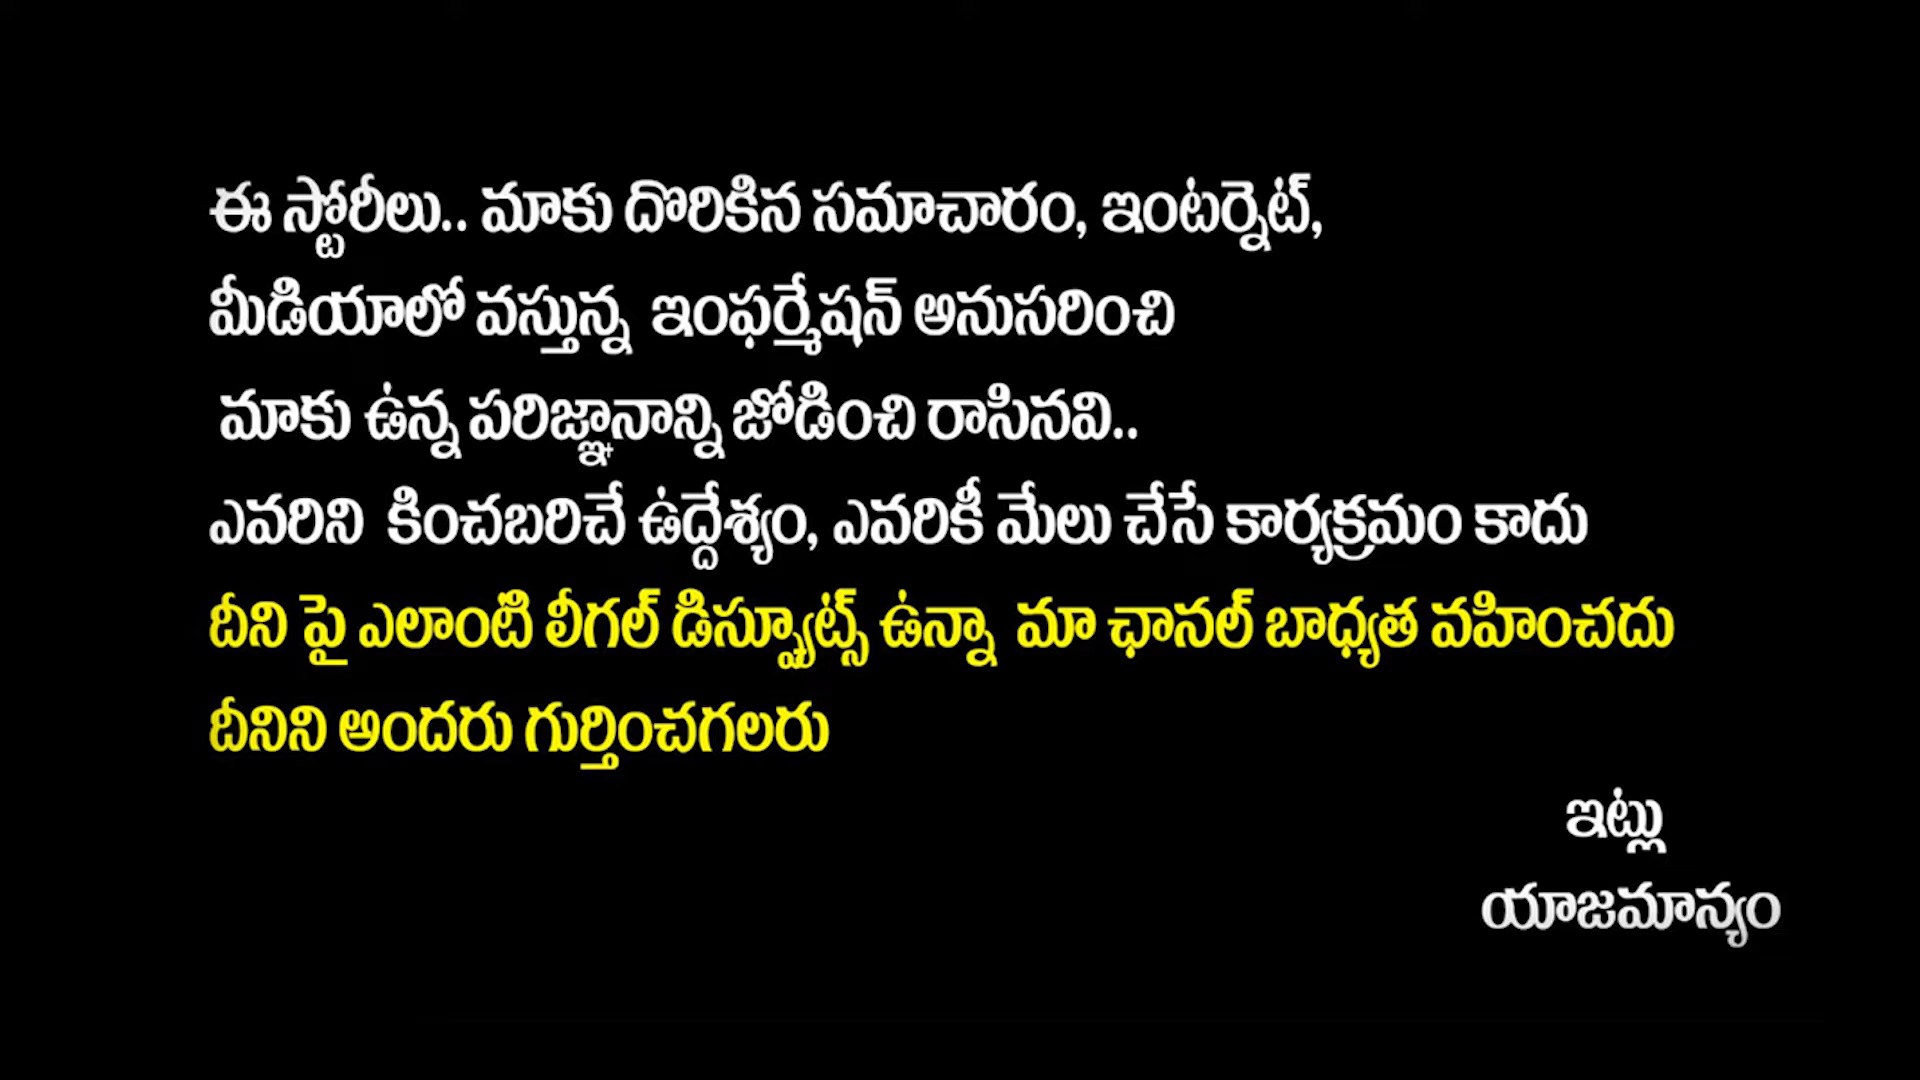 ఈ స్టోరీలు.. మాకు దొరికిన సమాచారం, ఇంటర్నెట్,
మీడియాలో వస్తున్న ఇంఫర్మేషన్ అనుసరించి
మాకు ఉన్న పరిజ్ఞానాన్ని జోడించి రాసినవి..
ఎవరిని కించబరిచే ఉద్దేశ్యం, ఎవరికీ మేలు చేసే కార్యక్రమం కాదు
దీని పై ఎలాంటి లీగల్ డిస్ప్యూట్స్ ఉన్నా మా ఛానల్ బాధ్యత వహించదు
దీనిని అందరు గుర్తించగలరు
ఇట్లు
యాజమాన్యం